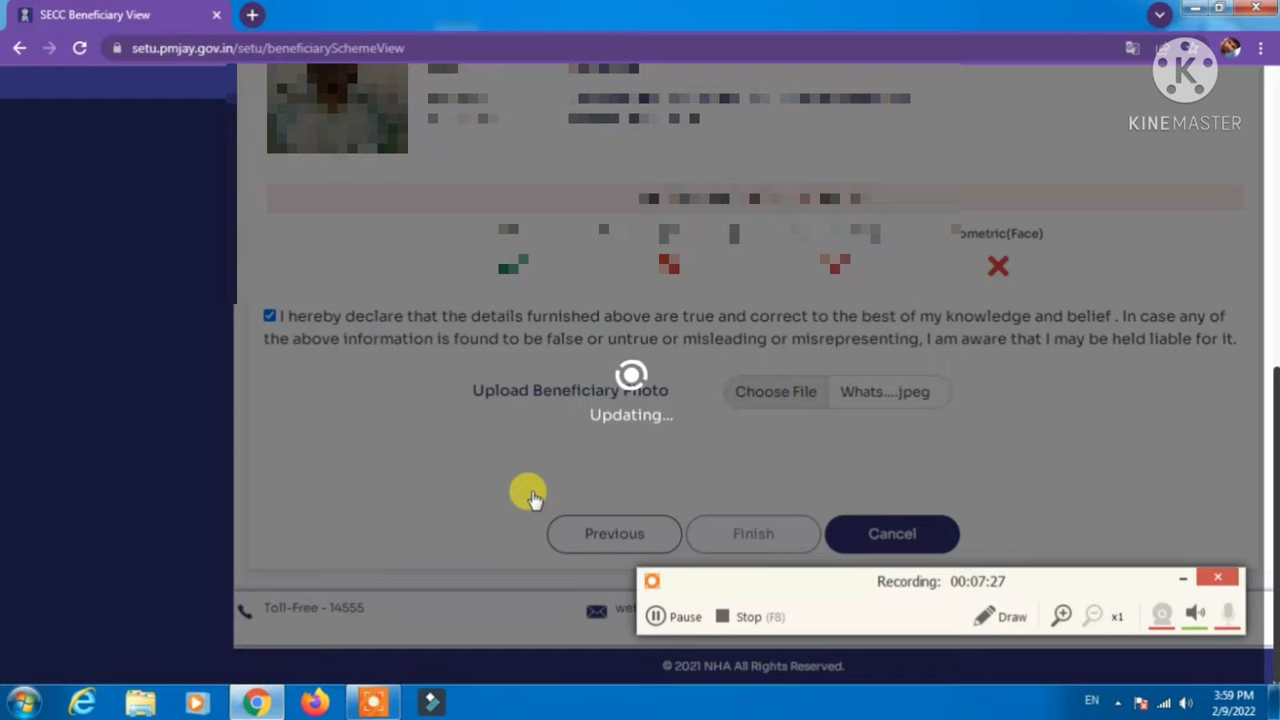 SECC Beneficiary View
setu.pmjay.gov.in/setu/beneficiarySchemeView
K
KINEMASTER
ometric(Face)
I hereby declare that the details furnished above are true and correct to the best of my knowledge and belief . In case any of
the above information is found to be false or untrue or misleading or misrepresenting, I am aware that I may be held liable for it.
Upload Beneficiary Photo
Choose File
Whats....jpeg
Updating...
Previous
Finish
Cancel
Recording: 00:07:27
Toll-Free - 14555
Pause
Stop (F8)
Draw
x1
© 2021 NHA All Rights Reserved.
EN
3:59 PM
2/9/2022